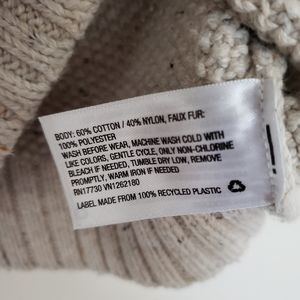 BODY: 60% COTTON / 40% NYLON, FAUX FUR:
100% POLYESTER
WASH BEFORE WEAR, MACHINE WASH COLD WITH
LIKE COLORS, GENTLE CYCLE, ONLY NON-CHLORINE
BLEACH IF NEEDED, TUMBLE DRY LOW, REMOVE
PROMPTLY, WARM IRON IF NEEDED
RN17730 VN1262180
LABEL MADE FROM 100% RECYCLED PLASTIC